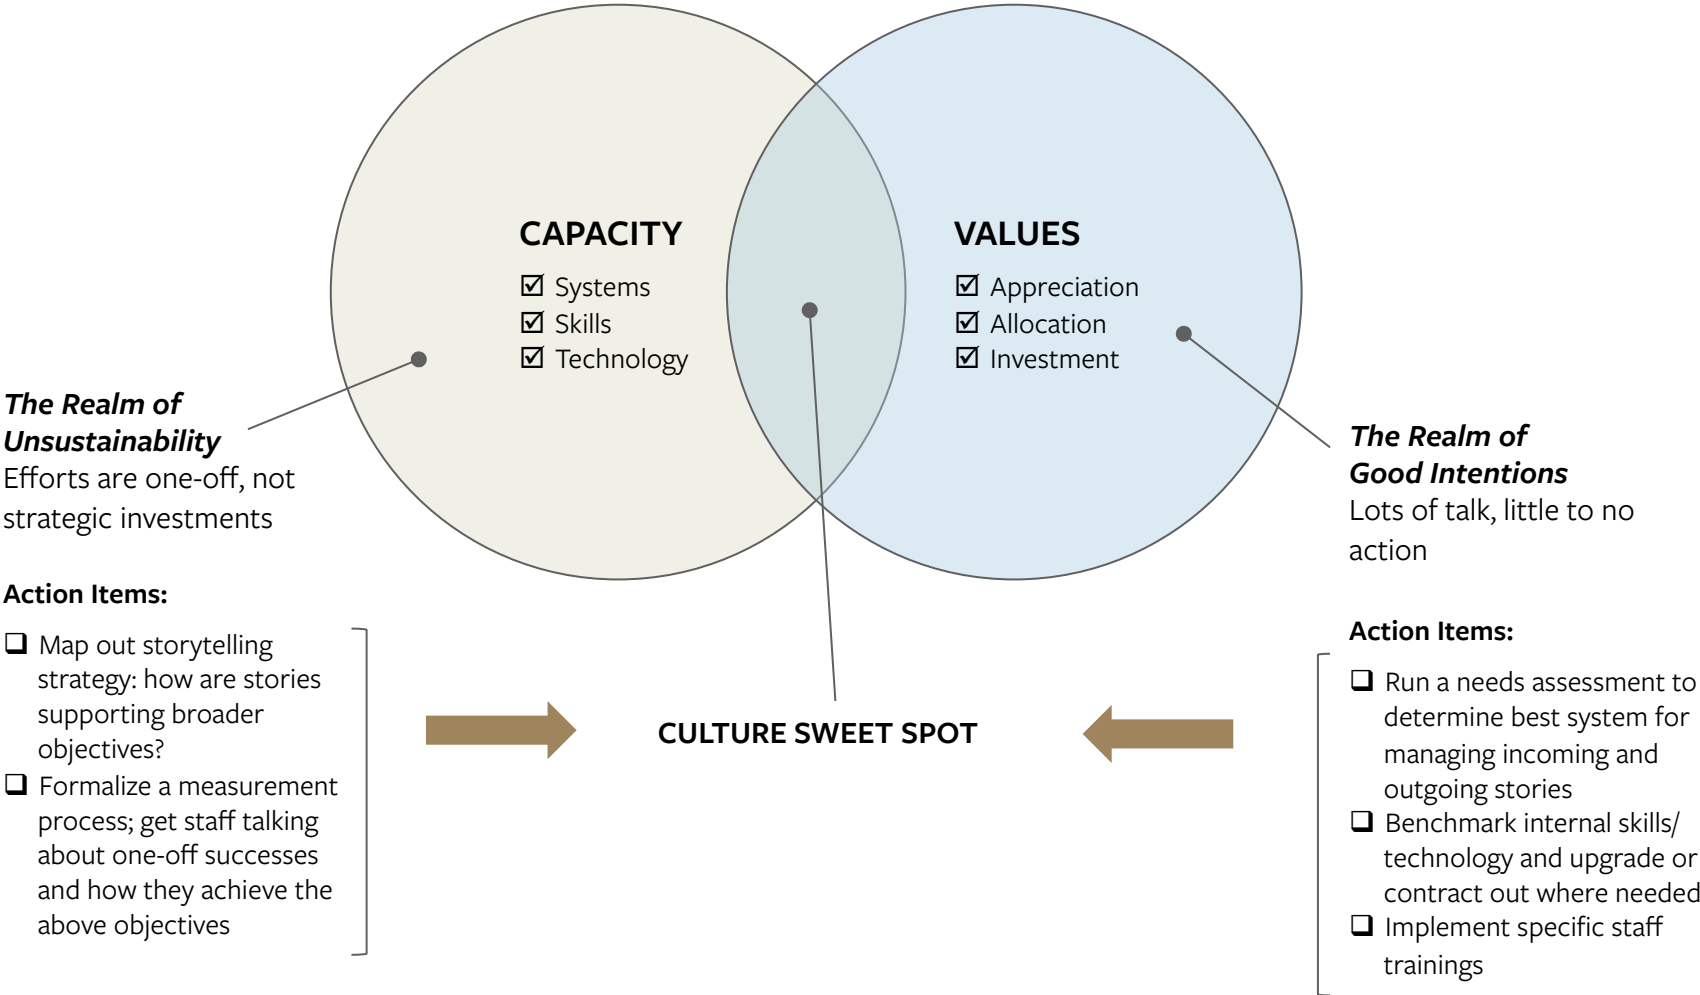 CAPACITY
☑ Systems
☑ Skills
☑ Technology
VALUES
☑ Appreciation
☑ Allocation
☑ Investment
The Realm of
Unsustainability
Efforts are one-off, not
strategic investments
Action Items:
❑ Map out storytelling
strategy: how are stories
supporting broader
objectives?
❑ Formalize a measurement
process; get staff talking
about one-off successes
and how they achieve the
above objectives
CULTURE SWEET SPOT
The Realm of
Good Intentions
Lots of talk, little to no
action
Action Items:
❑ Run a needs assessment to
determine best system for
managing incoming and
outgoing stories
❑ Benchmark internal skills/
technology and upgrade or
contract out where needed
❑ Implement specific staff
trainings